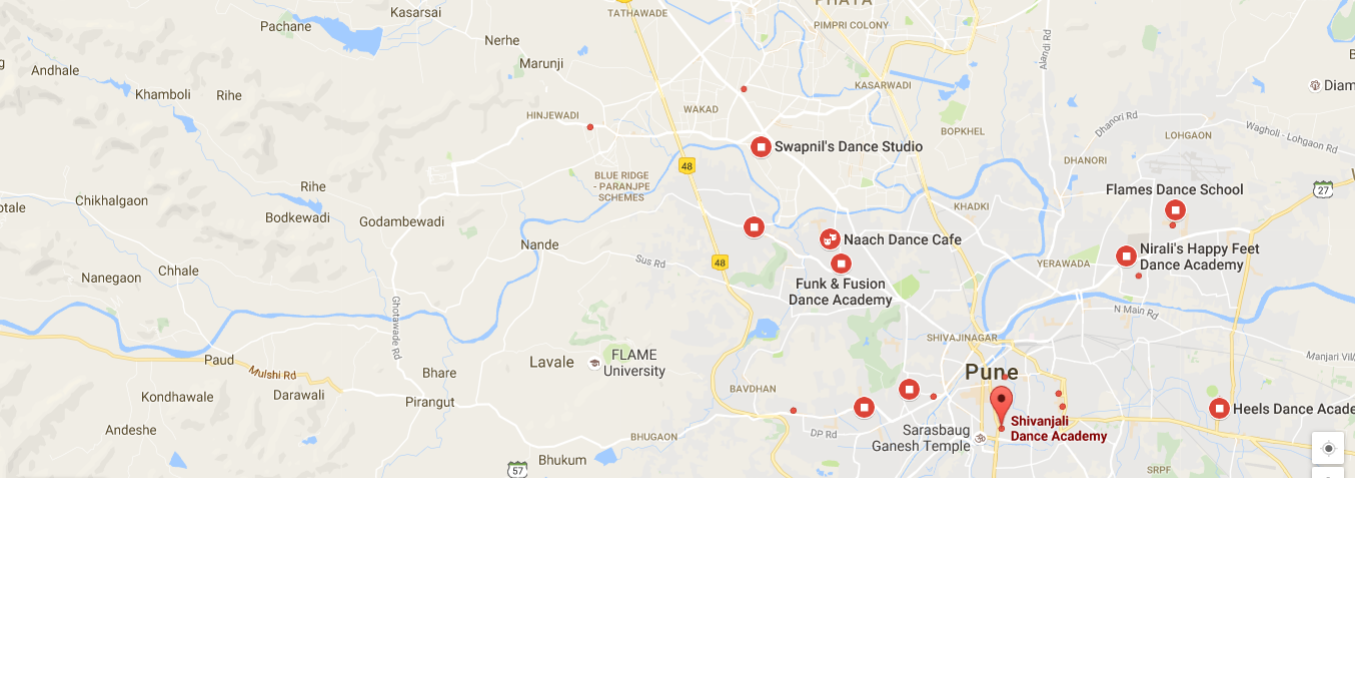 Kasarsai
TATHAWADE
PHATA
Pachane
PIMPRI COLONY
Nerhe
Marunji
Alandi Rd
Andhale
Khamboli
Rihe
KASARWADI
Diam
WAKAD
HINJEWADI
Dhanori Rd
BOPKHEL
LOHGAON
Wagholi - Lohgaon Rd
Swapnil's Dance Studio
DHANORI
48
BLUE RIDGE
- PARANJPE
SCHEMES
Rihe
Flames Dance School
27
Chikhalgaon
otale
Bodkewadi
Godambewadi
KHADKI
Nande
Naach Dance Cafe
Nirali's Happy Feet
Dance Academy
Sus Rd
48
YERAWADA
Chhale
Nanegaon
Funk & Fusion
Dance Academy
Ghotawade Rd
N Main Rd
SHIVAJINAGAR
Paud
Mulshi Rd
Lavale
FLAME
University
Manjari Vil
Bhare
Pune
BAVDHAN
Kondhawale
Darawali
Pirangut
Heels Dance Acade
Shivanjali
Dance Academy
Andeshe
BHUGAON
DP Rd
Sarasbaug
Ganesh Temple
Bhukum
57
SRPF